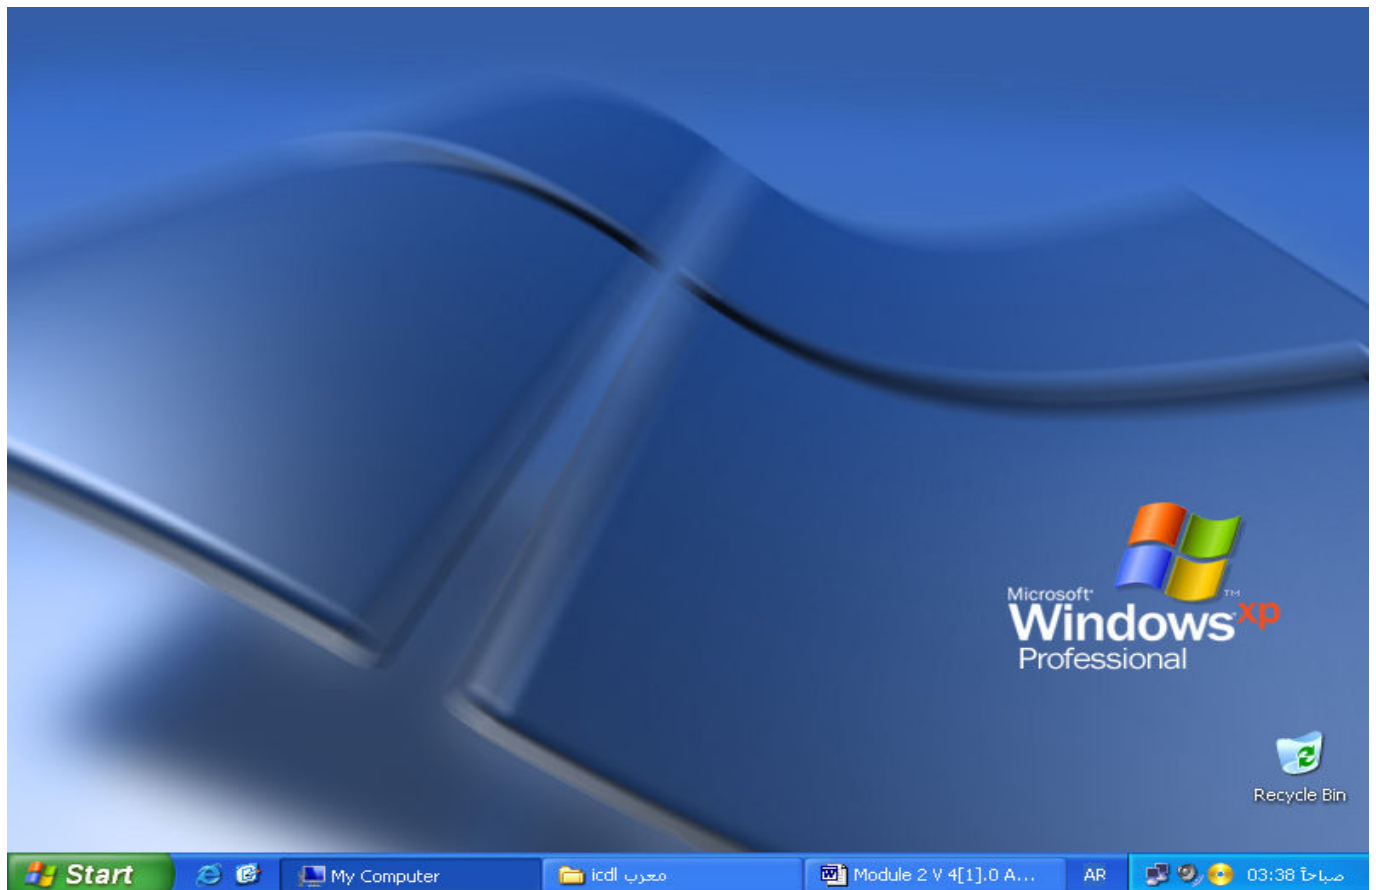 Microsoft®
Windows xp™
Professional
Recycle Bin
Start
My Computer
معرب icdl
Module 2 V 4[1].0 A...
AR
03:38 صباحاً